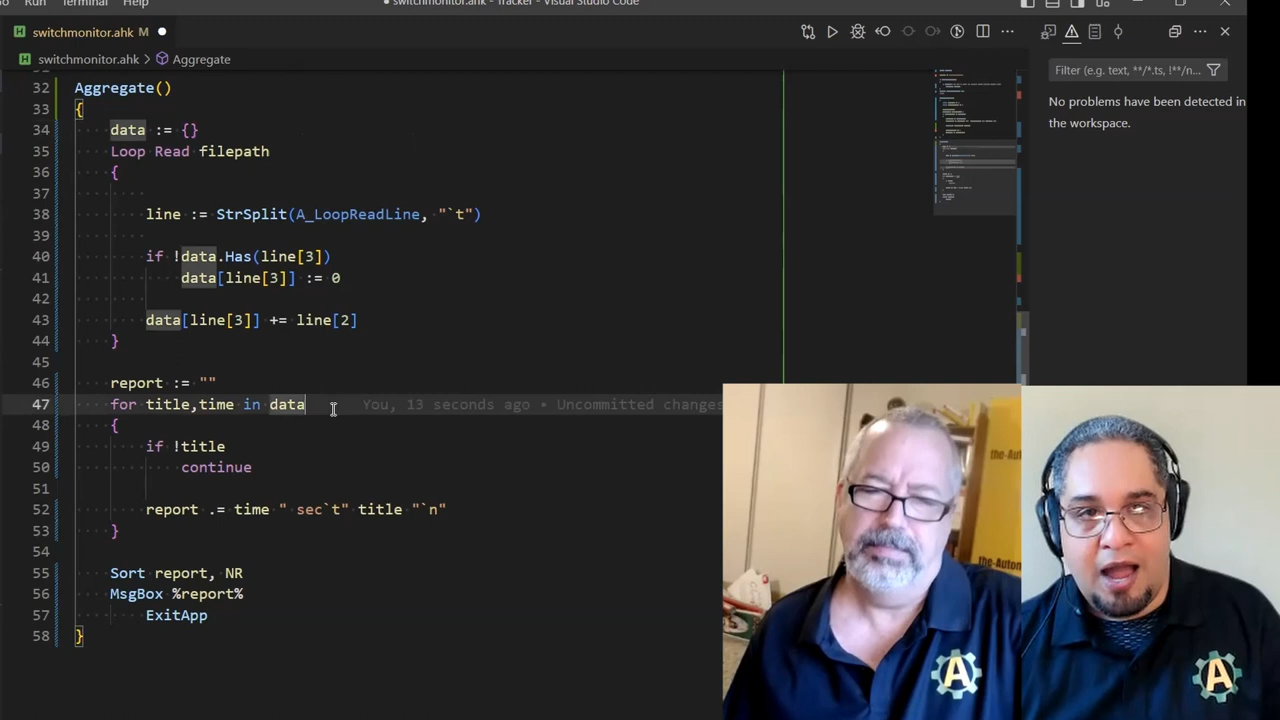 Run Terminal Help
switchmonitor.ahk - Tracker - Visual Studio Code
switchmonitor.ahk M
switchmonitor.ahk > Aggregate
Filter (e.g. text, **/*.ts, !**/n...
No problems have been detected in
the workspace.
32 Aggregate()
33 {
34 data := {}
35 Loop Read filepath
36 {
37
38 line := StrSplit(A_LoopReadLine, "`t")
39
40 if !data.Has(line[3])
41 data[line[3]] := 0
42
43 data[line[3]] += line[2]
44 }
45
46 report := ""
47 for title,time in data You, 13 seconds ago • Uncommitted changes
48 {
49 if !title
50 continue
51
52 report .= time " sec`t" title "`n"
53 }
54
55 Sort report, NR
56 MsgBox %report%
57 ExitApp
58 }
the-Autom
the-Autom
A
A